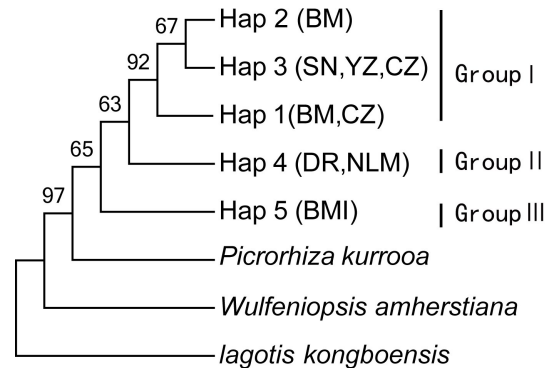 67
Hap 2 (BM)
Hap 3 (SN,YZ,CZ)
Group I
92
Hap 1(BM,CZ)
63
Hap 4 (DR,NLM)
Group II
65
Hap 5 (BMI)
Group III
97
Picrorhiza kurrooa
Wulfeniopsis amherstiana
lagotis kongboensis